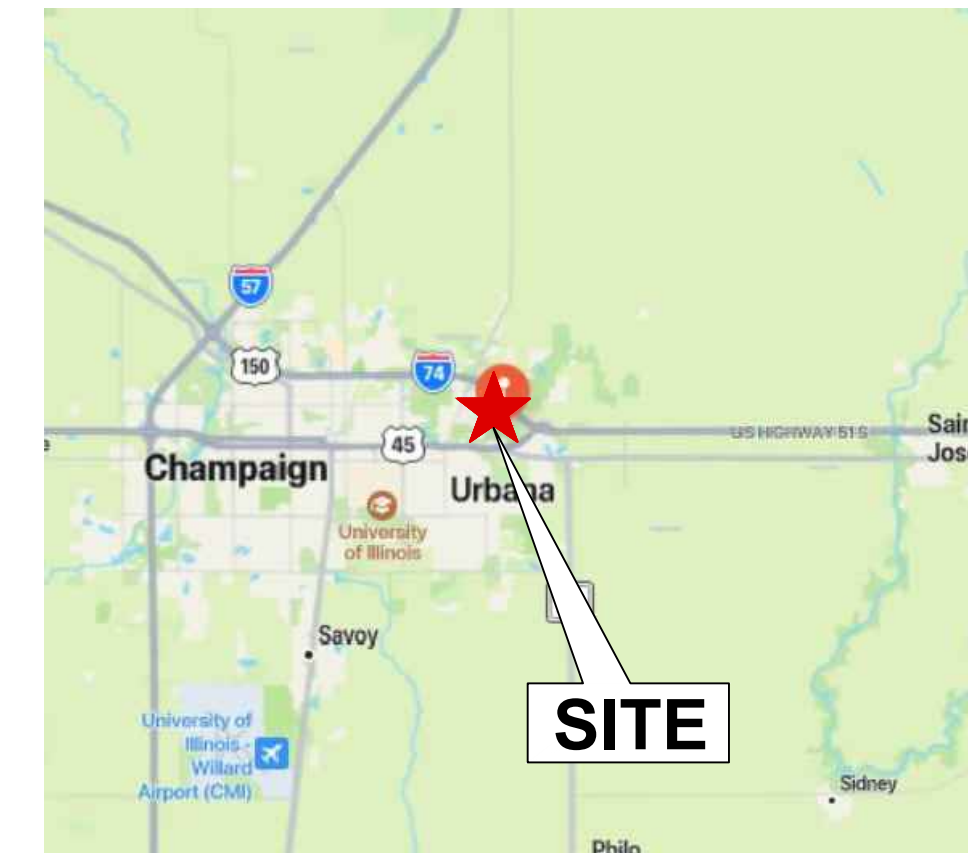 57
150
74
45
US HIGHWAY 51 S
Champaign
Urbana
University
of Illinois
Savoy
SITE
University of
Illinois -
Willard
Airport (CMI)
Sidney
Philo